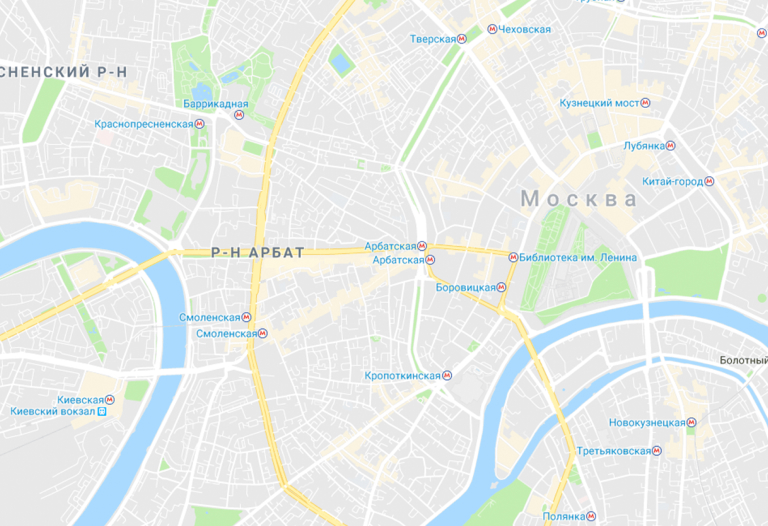 Чеховская
Тверская
СНЕНСКИЙ Р-Н
Баррикадная
Кузнецкий мост
Краснопресненская
Лубянка
Китай-город
Москва
Арбатская
Р-Н АРБАТ
Библиотека им. Ленина
Арбатская
Боровицкая
Смоленская
Смоленская
Болотный
Кропоткинская
Киевская
Киевский вокзал
Новокузнецкая
Третьяковская
Полянка